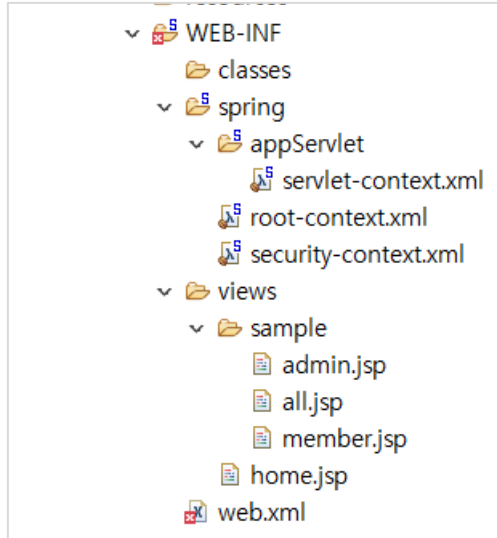 WEB-INF
classes
spring
appServlet
servlet-context.xml
root-context.xml
security-context.xml
views
sample
admin.jsp
all.jsp
member.jsp
home.jsp
web.xml